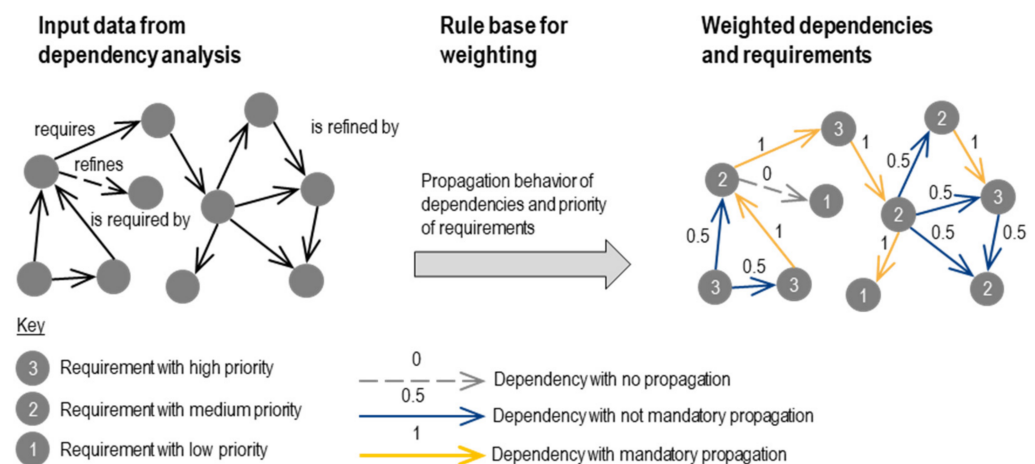 Input data from
dependency analysis
Rule base for
weighting
Weighted dependencies
and requirements
requires
refines
is required by
is refined by
Propagation behavior of
dependencies and priority
of requirements
1
0
1
0.5
1
0.5
0.5
0.5
1
0.5
1
0.5
0.5
2
3
1
3
3
2
2
3
1
2
Key
3 Requirement with high priority
2 Requirement with medium priority
1 Requirement with low priority
0
Dependency with no propagation
0.5
Dependency with not mandatory propagation
1
Dependency with mandatory propagation